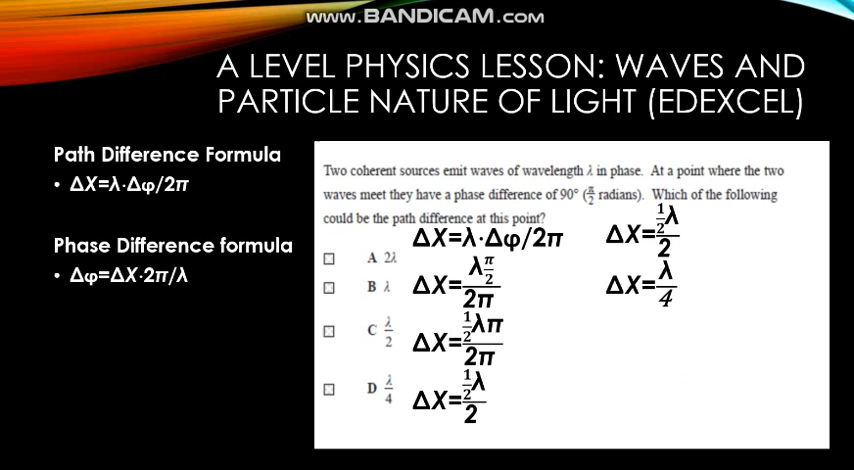 www.BANDICAM.COM
A LEVEL PHYSICS LESSON: WAVES AND
PARTICLE NATURE OF LIGHT (EDEXCEL)
Path Difference Formula
• ΔX=λ·Δφ/2π
Phase Difference formula
• Δφ=ΔX·2π/λ
Two coherent sources emit waves of wavelength λ in phase. At a point where the two
waves meet they have a phase difference of 90° (π/2 radians). Which of the following
could be the path difference at this point?
A 2λ
B λ
C λ/2
D λ/4
ΔX=λ·Δφ/2π
ΔX=λπ/2/2π
ΔX=1/2λπ/2π
ΔX=1/2λ/2
ΔX=1/2λ/2
ΔX=λ/4